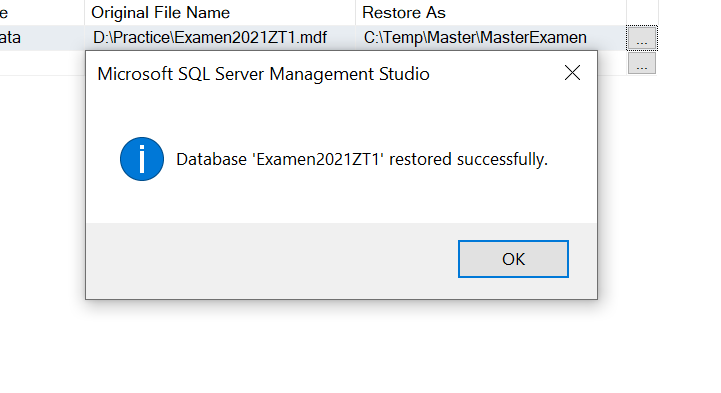 e Original File Name Restore As
ata D:\Practice\Examen2021ZT1.mdf C:\Temp\Master\MasterExamen ...
...
Microsoft SQL Server Management Studio
Database 'Examen2021ZT1' restored successfully.
OK